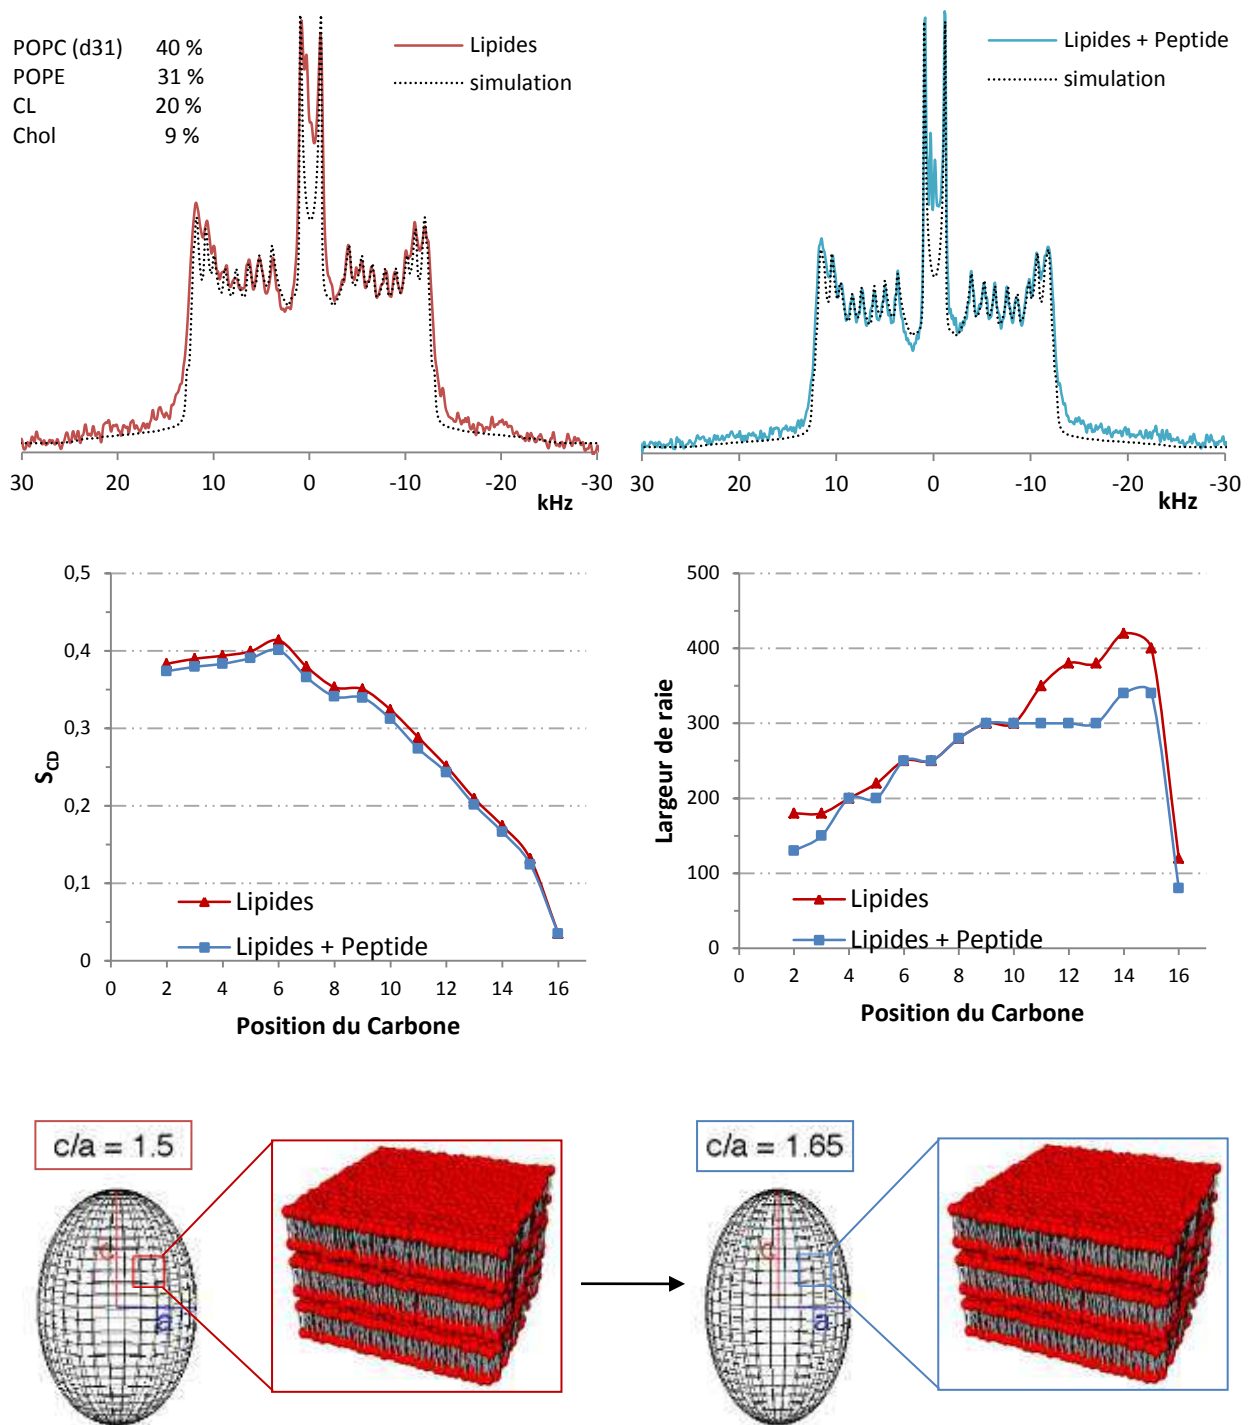 POPC (d31) 40 %
POPE 31 %
CL 20 %
Chol 9 %
Lipides
simulation
30 20 10 0 -10 -20 -30
kHz
Lipides + Peptide
simulation
30 20 10 0 -10 -20 -30
kHz
0,5
0,4
0,3
0,2
0,1
0
S_CD
Lipides
Lipides + Peptide
0 2 4 6 8 10 12 14 16
Position du Carbone
500
400
300
200
100
0
Largeur de raie
Lipides
Lipides + Peptide
0 2 4 6 8 10 12 14 16
Position du Carbone
c/a = 1.5
c
a
c/a = 1.65
c
a